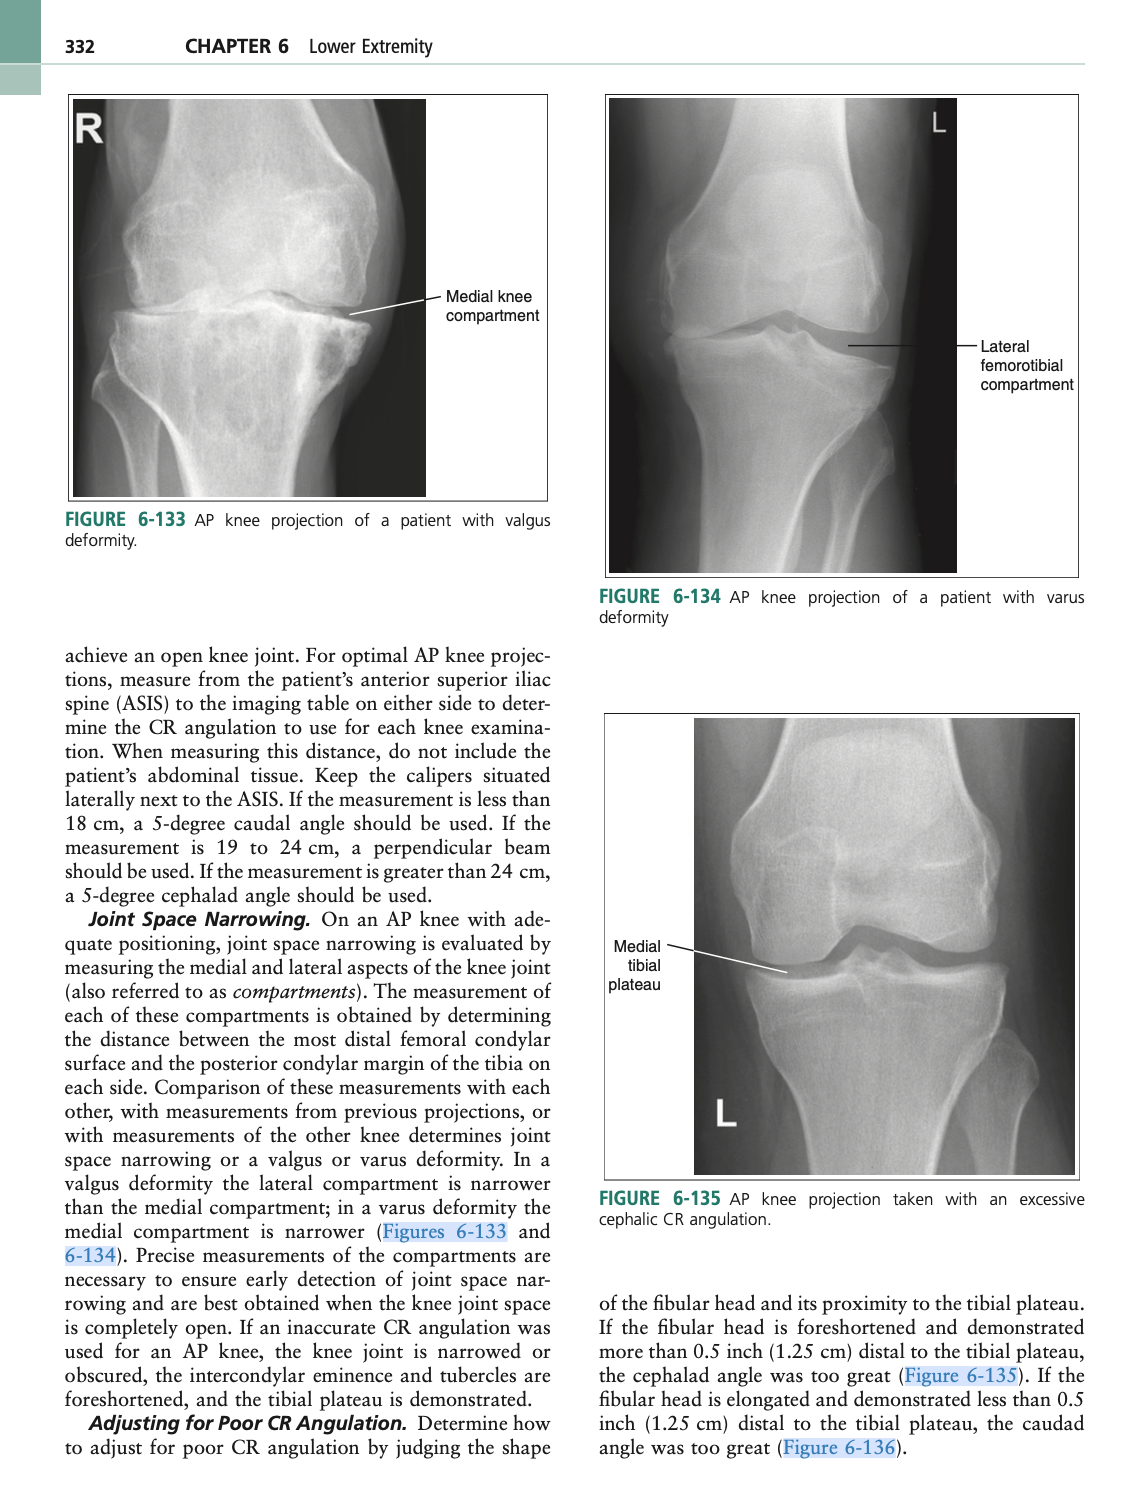 332 CHAPTER 6 Lower Extremity
R
Medial knee
compartment
FIGURE 6-133 AP knee projection of a patient with valgus
deformity.
L
Lateral
femorotibial
compartment
FIGURE 6-134 AP knee projection of a patient with varus
deformity
achieve an open knee joint. For optimal AP knee projec-
tions, measure from the patient's anterior superior iliac
spine (ASIS) to the imaging table on either side to deter-
mine the CR angulation to use for each knee examina-
tion. When measuring this distance, do not include the
patient's abdominal tissue. Keep the calipers situated
laterally next to the ASIS. If the measurement is less than
18 cm, a 5-degree caudal angle should be used. If the
measurement is 19 to 24 cm, a perpendicular beam
should be used. If the measurement is greater than 24 cm,
a 5-degree cephalad angle should be used.
Joint Space Narrowing. On an AP knee with ade-
quate positioning, joint space narrowing is evaluated by
measuring the medial and lateral aspects of the knee joint
(also referred to as compartments). The measurement of
each of these compartments is obtained by determining
the distance between the most distal femoral condylar
surface and the posterior condylar margin of the tibia on
each side. Comparison of these measurements with each
other, with measurements from previous projections, or
with measurements of the other knee determines joint
space narrowing or a valgus or varus deformity. In a
valgus deformity the lateral compartment is narrower
than the medial compartment; in a varus deformity the
medial compartment is narrower (Figures 6-133 and
6-134). Precise measurements of the compartments are
necessary to ensure early detection of joint space nar-
rowing and are best obtained when the knee joint space
is completely open. If an inaccurate CR angulation was
used for an AP knee, the knee joint is narrowed or
obscured, the intercondylar eminence and tubercles are
foreshortened, and the tibial plateau is demonstrated.
Adjusting for Poor CR Angulation. Determine how
to adjust for poor CR angulation by judging the shape
Medial
tibial
plateau
L
FIGURE 6-135 AP knee projection taken with an excessive
cephalic CR angulation.
of the fibular head and its proximity to the tibial plateau.
If the fibular head is foreshortened and demonstrated
more than 0.5 inch (1.25 cm) distal to the tibial plateau,
the cephalad angle was too great (Figure 6-135). If the
fibular head is elongated and demonstrated less than 0.5
inch (1.25 cm) distal to the tibial plateau, the caudad
angle was too great (Figure 6-136).